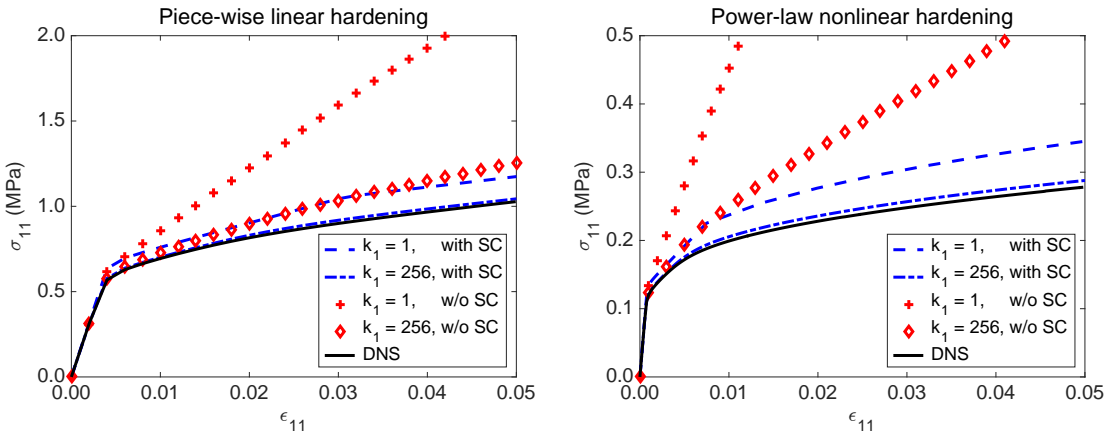 Piece-wise linear hardening
2.0
1.5
1.0
0.5
0.0
σ11 (MPa)
0.00 0.01 0.02 0.03 0.04 0.05
ϵ11
k1 = 1, with SC
k1 = 256, with SC
k1 = 1, w/o SC
k1 = 256, w/o SC
DNS
Power-law nonlinear hardening
0.5
0.4
0.3
0.2
0.1
0.0
σ11 (MPa)
0.00 0.01 0.02 0.03 0.04 0.05
ϵ11
k1 = 1, with SC
k1 = 256, with SC
k1 = 1, w/o SC
k1 = 256, w/o SC
DNS